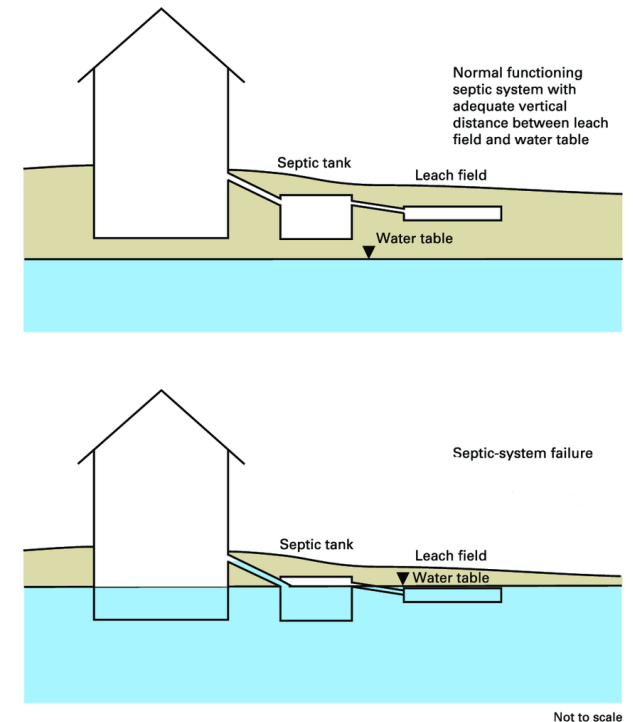 Normal functioning
septic system with
adequate vertical
distance between leach
field and water table
Septic tank
Leach field
Water table
Septic-system failure
Septic tank
Leach field
Water table
Not to scale